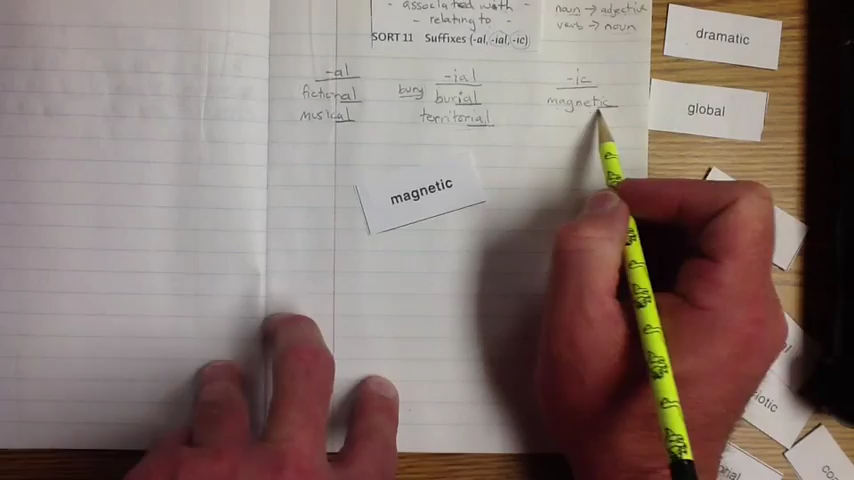 - associated with -
- relating to -
SORT 11 Suffixes (-al, -ial, -ic)
noun → adjective
verb → noun
-al
fictional
musical
-ial
bury burial
territorial
-ic
magnetic
magnetic
dramatic
global